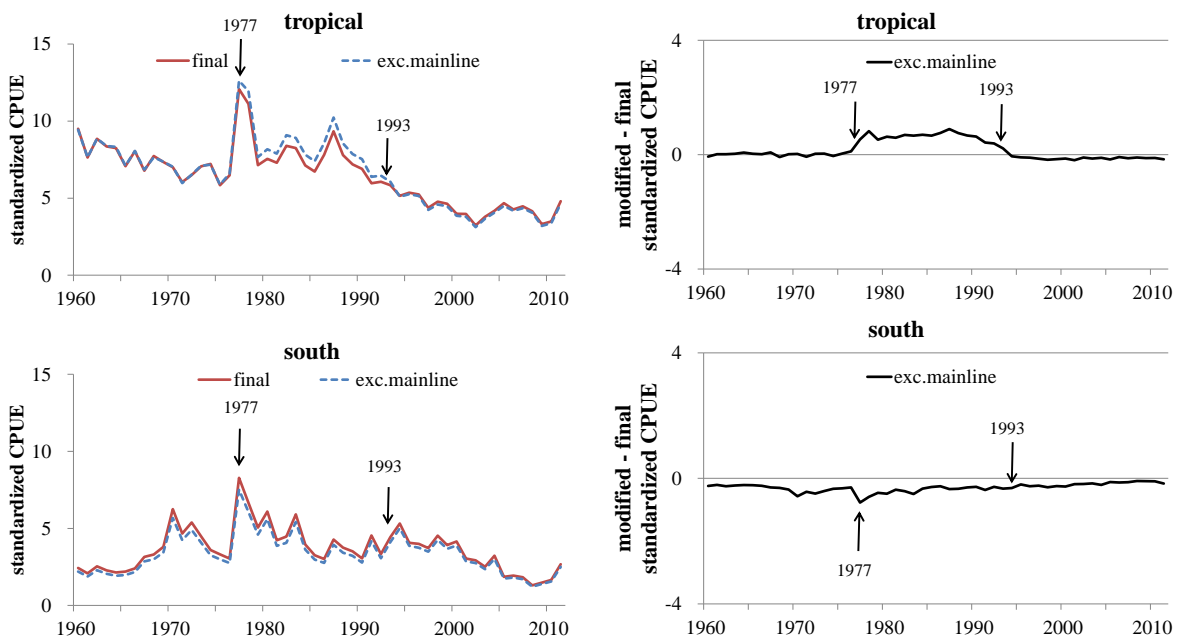 tropical
1977
15
final
exc.mainline
10
1993
5
0
standardized CPUE
1960 1970 1980 1990 2000 2010
tropical
4
exc.mainline
1977
1993
0
-4
modified - final
standardized CPUE
1960 1970 1980 1990 2000 2010
south
15
final
exc.mainline
1977
10
1993
5
0
standardized CPUE
1960 1970 1980 1990 2000 2010
south
4
exc.mainline
1993
0
1977
-4
modified - final
standardized CPUE
1960 1970 1980 1990 2000 2010